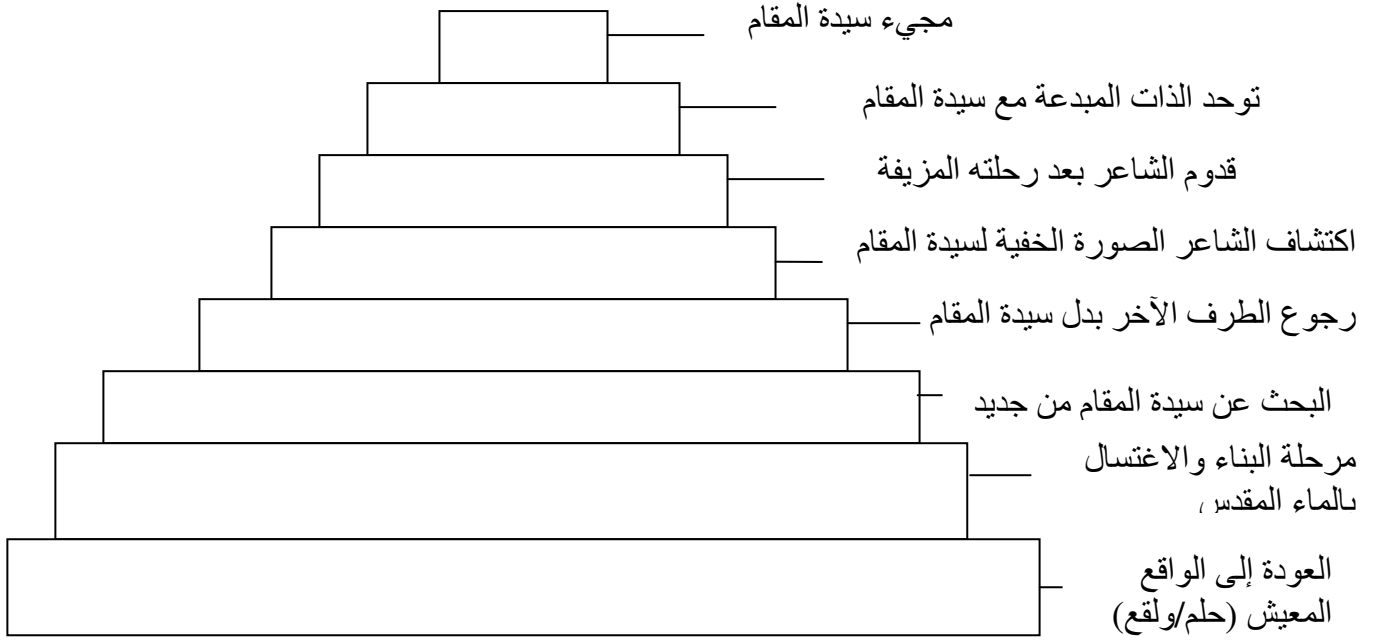 مجيء سيدة المقام
توحد الذات المبدعة مع سيدة المقام
قدوم الشاعر بعد رحلته المزيفة
اكتشاف الشاعر الصورة الخفية لسيدة المقام
رجوع الطرف الآخر بدل سيدة المقام
البحث عن سيدة المقام من جديد
مرحلة البناء والاغتسال
بالماء المقدس
العودة إلى الواقع
المعيش (حلم/ولقع)